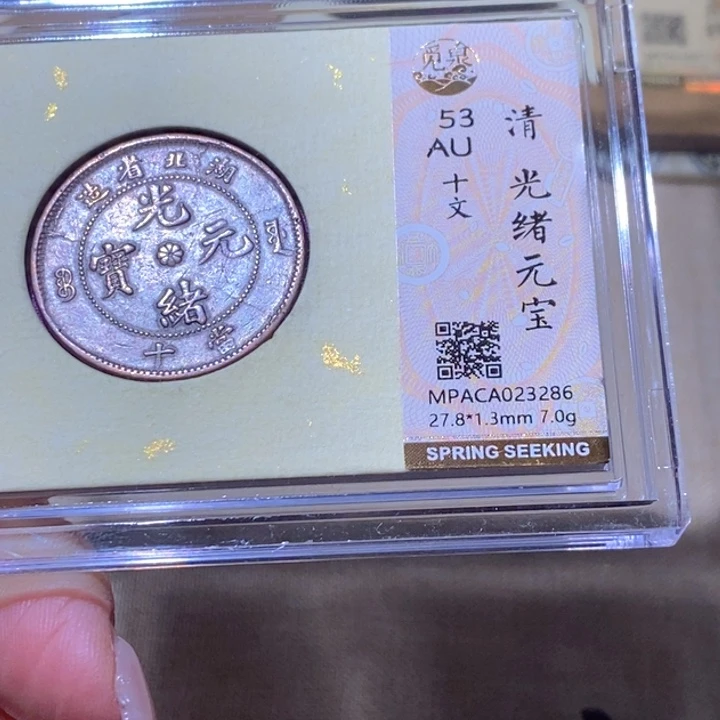 湖北省造
光緒元寶
當十
覓泉
53
AU
十文
清 光绪元宝
MPACA023286
27.8*1.3mm 7.0g
SPRING SEEKING